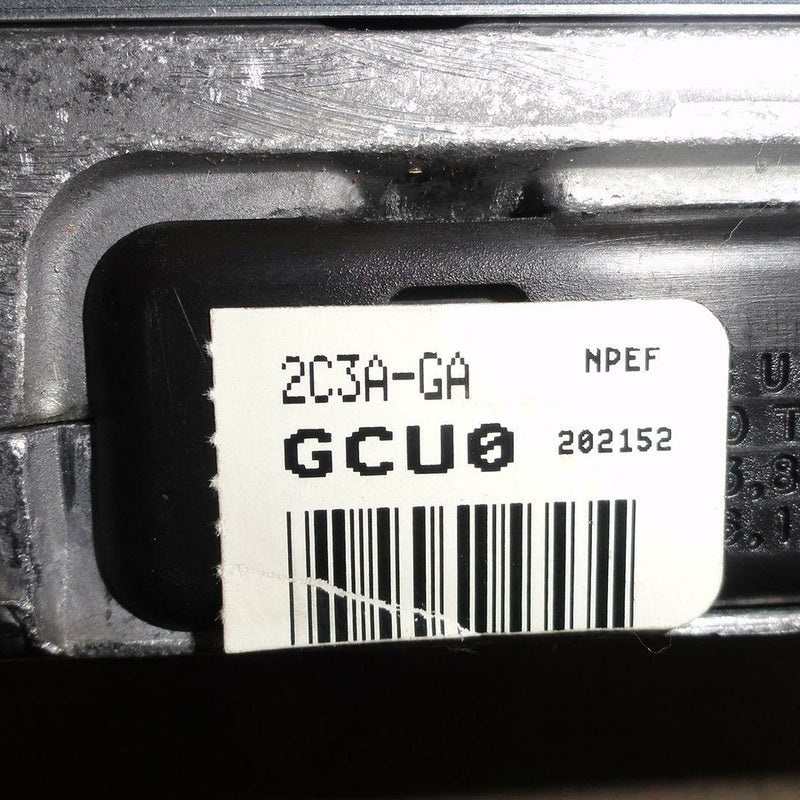 2C3A-GA
NPEF
GCU0
202152
U
T